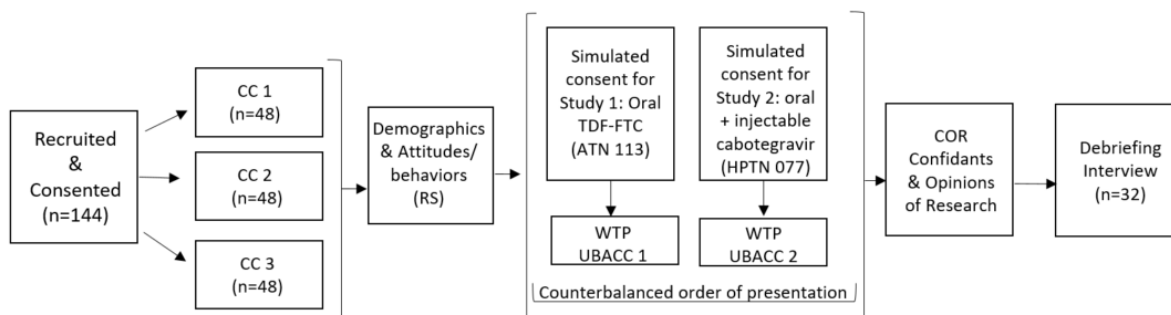 Recruited
&
Consented
(n=144)
CC 1
(n=48)
CC 2
(n=48)
CC 3
(n=48)
Demographics
& Attitudes/
behaviors
(RS)
Simulated
consent for
Study 1: Oral
TDF-FTC
(ATN 113)
WTP
UBACC 1
Simulated
consent for
Study 2: oral
+ injectable
cabotegravir
(HPTN 077)
WTP
UBACC 2
Counterbalanced order of presentation
COR
Confidants
& Opinions
of Research
Debriefing
Interview
(n=32)